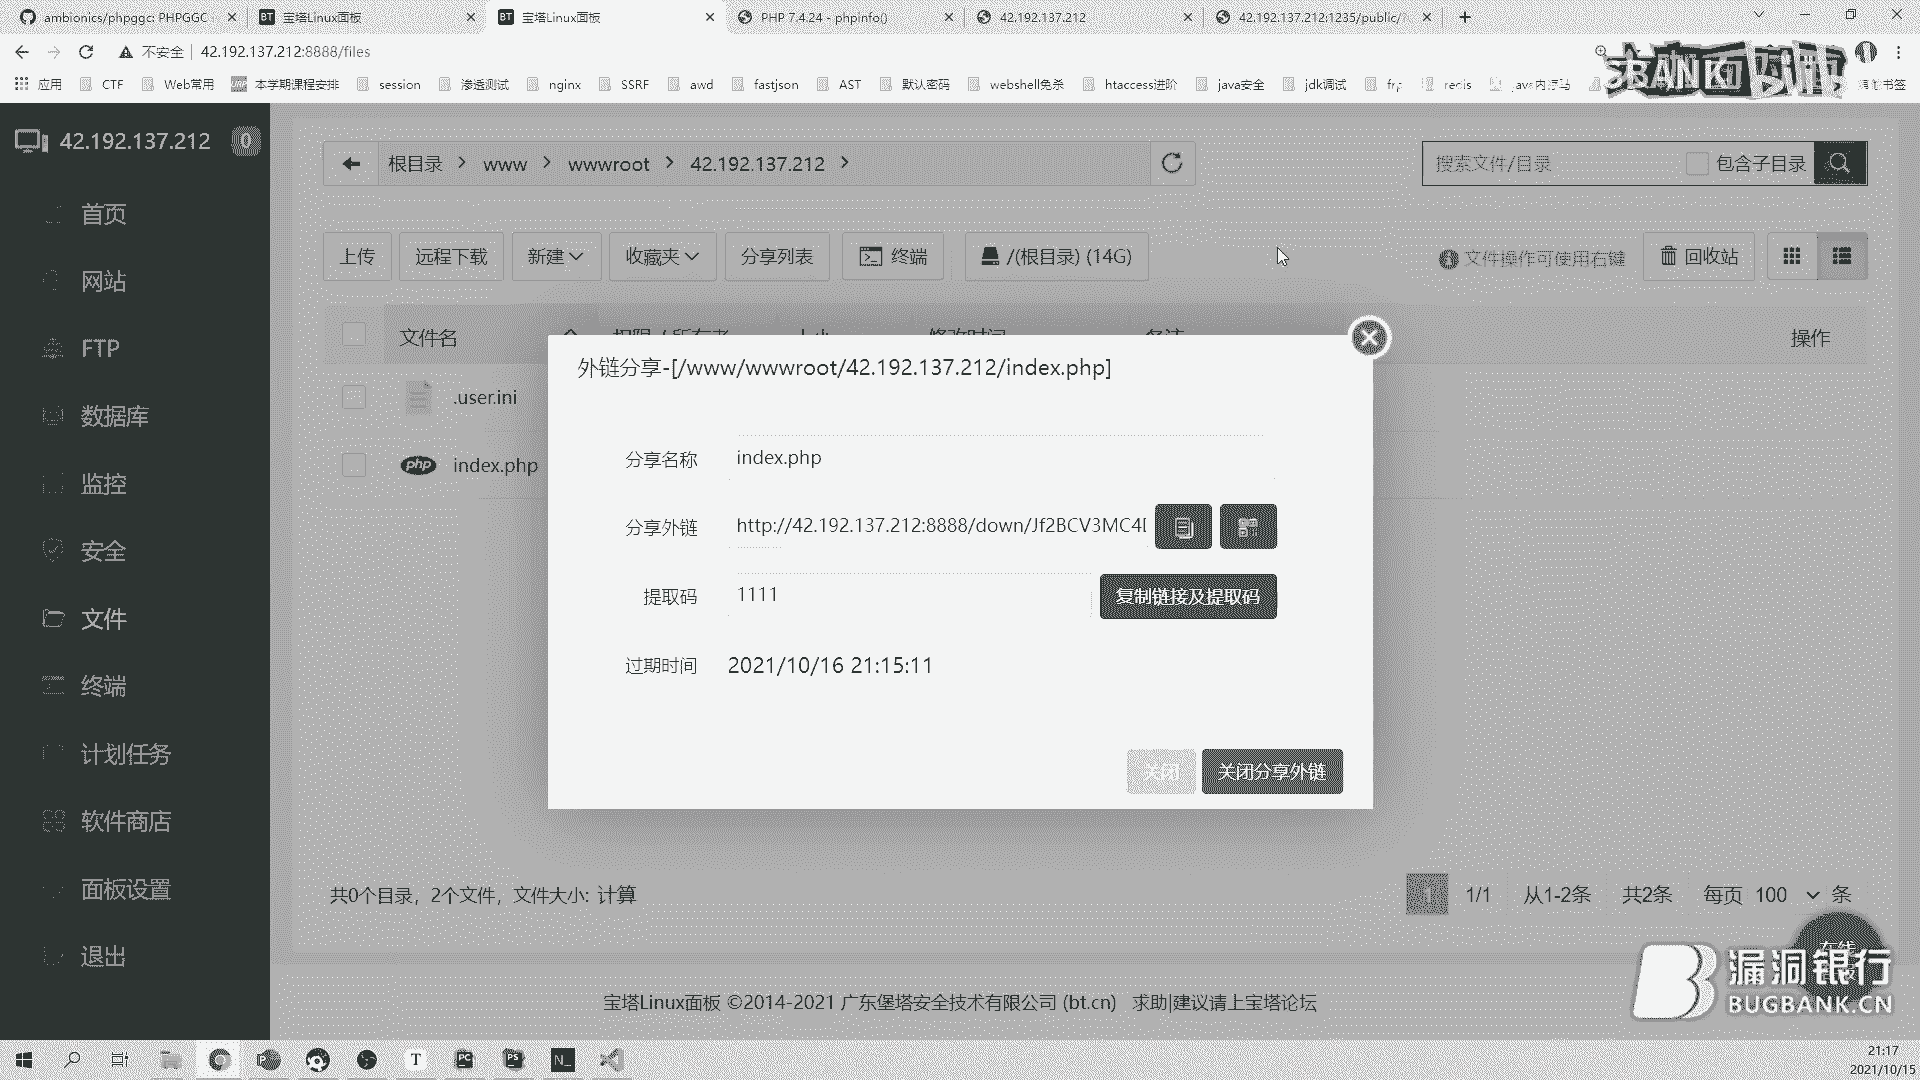 ambionics/phpggc: PHPGGC
宝塔Linux面板
宝塔Linux面板
PHP 7.4.24 - phpinfo()
42.192.137.212
42.192.137.212:1235/public/?
不安全
42.192.137.212:8888/files
应用
CTF
Web常用
本学期课程安排
session
渗透测试
nginx
SSRF
awd
fastjson
AST
默认密码
webshell免杀
htaccess进阶
java安全
jdk调试
frp
redis
java内存马
42.192.137.212
0
首页
网站
FTP
数据库
监控
安全
文件
终端
计划任务
软件商店
面板设置
退出
根目录 > www > wwwroot > 42.192.137.212 >
搜索文件/目录
包含子目录
上传
远程下载
新建
收藏夹
分享列表
终端
/(根目录) (14G)
文件操作可使用右键
回收站
文件名
操作
.user.ini
index.php
外链分享-[/www/wwwroot/42.192.137.212/index.php]
分享名称
index.php
分享外链
http://42.192.137.212:8888/down/Jf2BCV3MC4
提取码
1111
复制链接及提取码
过期时间
2021/10/16 21:15:11
关闭
关闭分享外链
共0个目录，2个文件，文件大小: 计算
1
1/1
从1-2条
共2条
每页 100 条
宝塔Linux面板 ©2014-2021 广东堡塔安全技术有限公司 (bt.cn)
求助|建议请上宝塔论坛
漏洞银行
BUGBANK.CN
21:17
2021/10/15